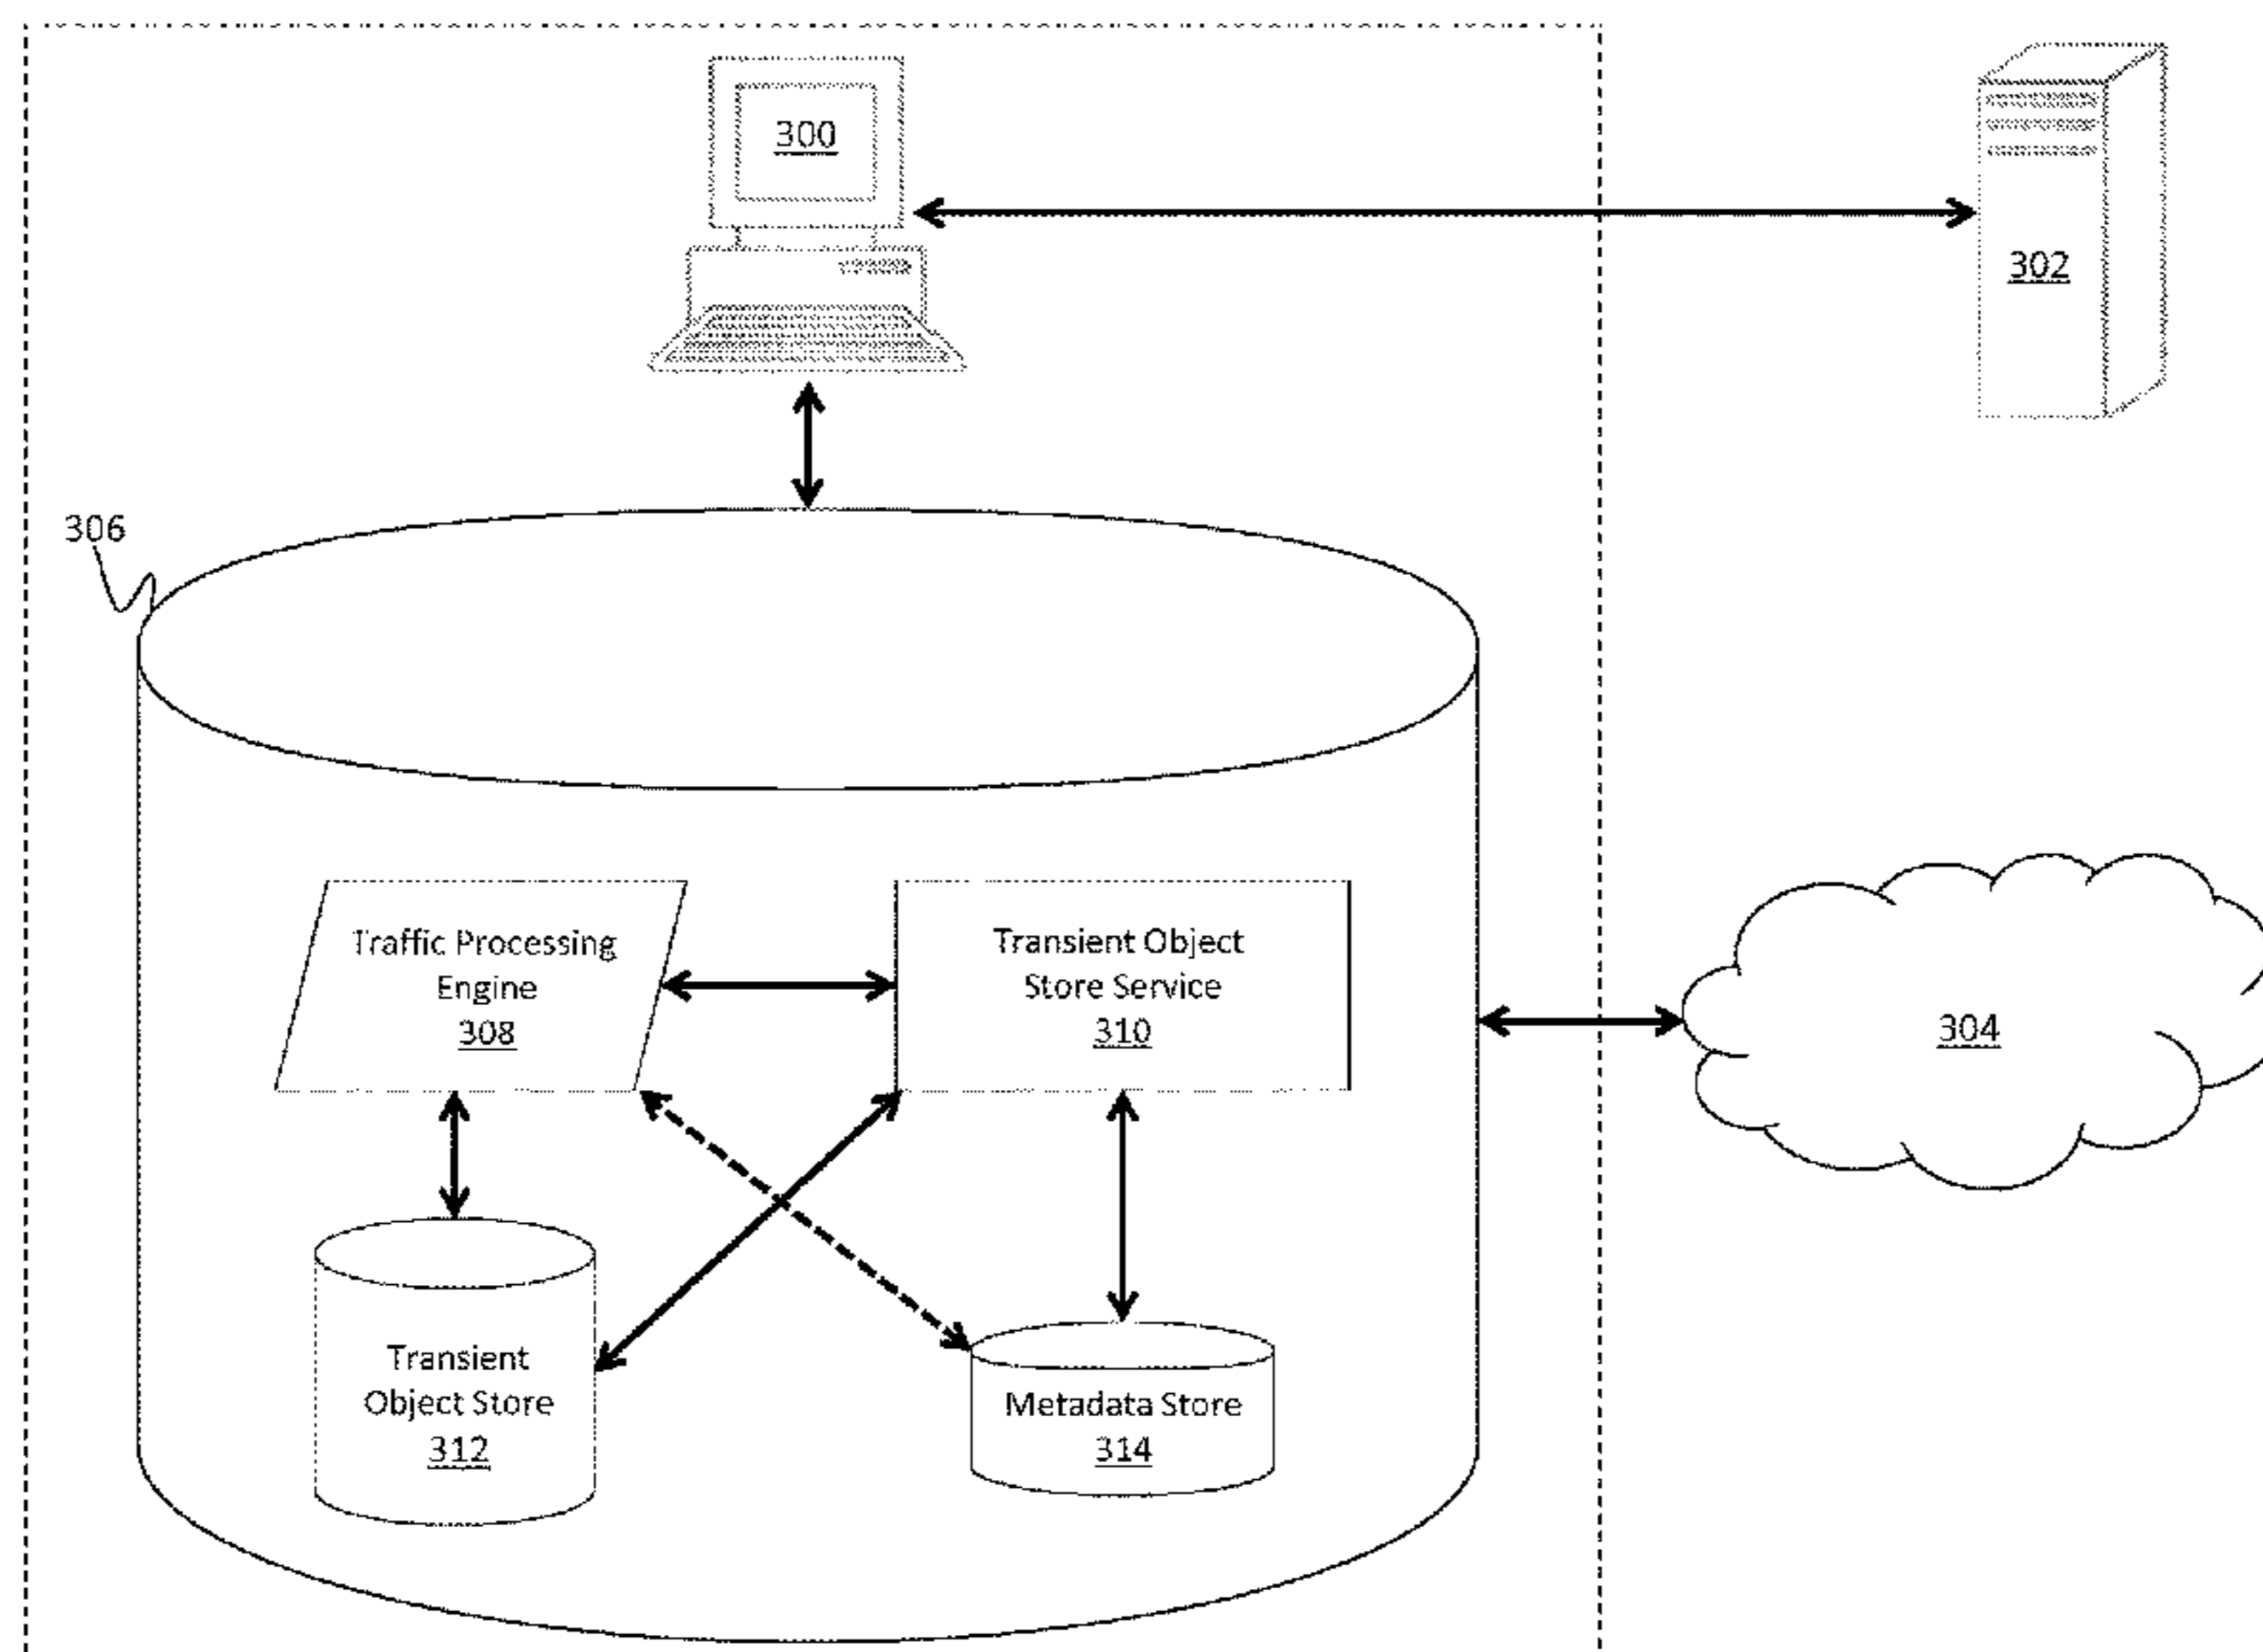 300
302
306
Traffic Processing
Engine
308
Transient Object
Store Service
310
304
Transient
Object Store
312
Metadata Store
314